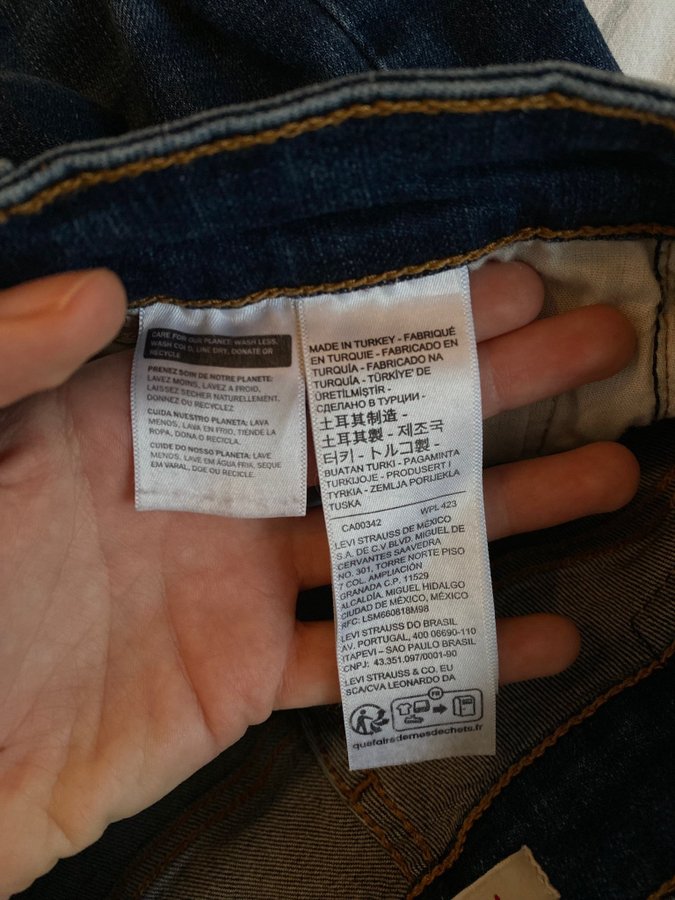 CARE FOR OUR PLANET: WASH LESS,
WASH COLD, LINE DRY, DONATE OR
RECYCLE
PRENEZ SOIN DE NOTRE PLANETE:
LAVEZ MOINS, LAVEZ A FROID,
LAISSEZ SECHER NATURELLEMENT,
DONNEZ OU RECYCLEZ
CUIDA NUESTRO PLANETA: LAVA
MENOS, LAVA EN FRIO, TIENDE LA
ROPA, DONA O RECICLA.
CUIDE DO NOSSO PLANETA: LAVE
MENOS, LAVE EM ÁGUA FRIA, SEQUE
EM VARAL, DOE OU RECICLE.
MADE IN TURKEY - FABRIQUÉ
EN TURQUIE - FABRICADO EN
TURQUÍA - FABRICADO NA
TURQUIA - TÜRKİYE' DE
ÜRETİLMİŞTİR -
СДЕЛАНО В ТУРЦИИ -
土耳其制造 -
土耳其製 - 제조국
터키 - トルコ製 -
BUATAN TURKI - PAGAMINTA
TURKIJOJE - PRODUSERT I
TYRKIA - ZEMLJA PORIJEKLA
TUSKA
CA00342 WPL 423
LEVI STRAUSS DE MÉXICO
S.A. DE C.V BLVD. MIGUEL DE
CERVANTES SAAVEDRA
NO. 301, TORRE NORTE PISO
7 COL. AMPLIACIÓN
GRANADA C.P. 11529
ALCALDÍA. MIGUEL HIDALGO
CIUDAD DE MÉXICO, MÉXICO
RFC: LSM660818M98
LEVI STRAUSS DO BRASIL
AV. PORTUGAL, 400 06690-110
ITAPEVI - SAO PAULO BRASIL
CNPJ: 43.351.097/0001-90
LEVI STRAUSS & CO. EU
SCA/CVA LEONARDO DA
FR
quefairedemesdechets.fr